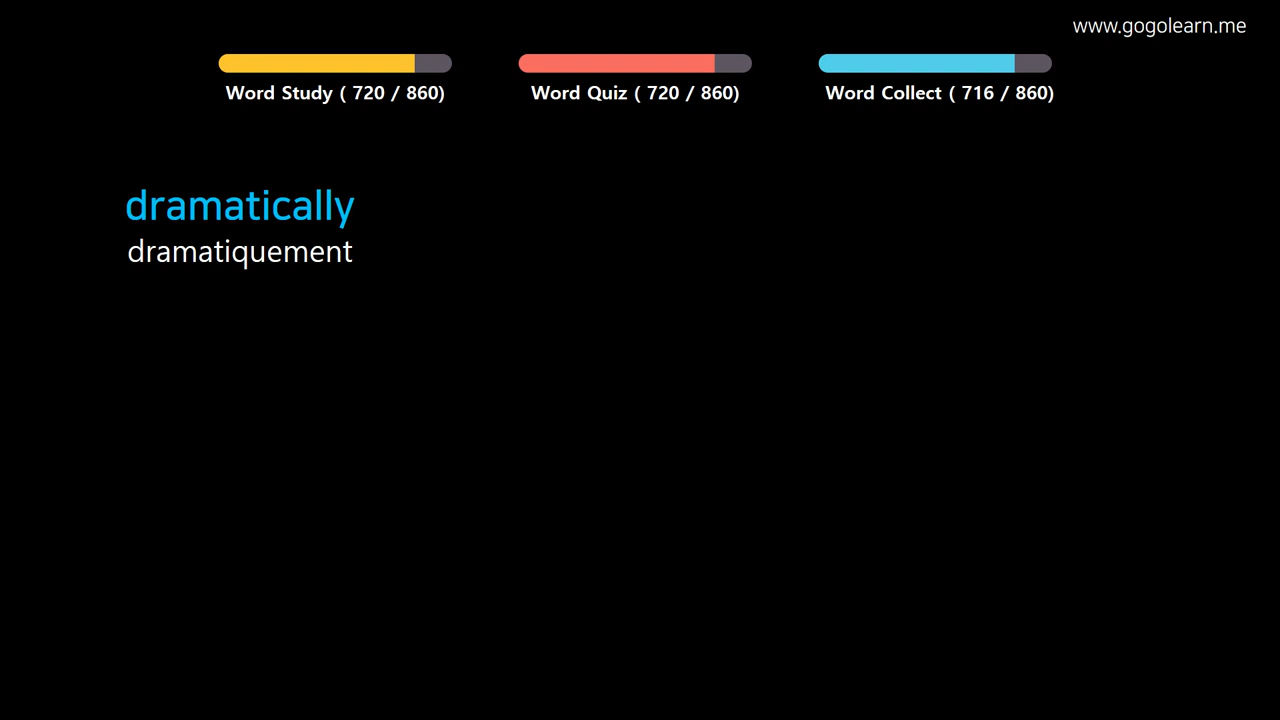 www.gogolearn.me
Word Study ( 720 / 860)
Word Quiz ( 720 / 860)
Word Collect ( 716 / 860)
dramatically
dramatiquement